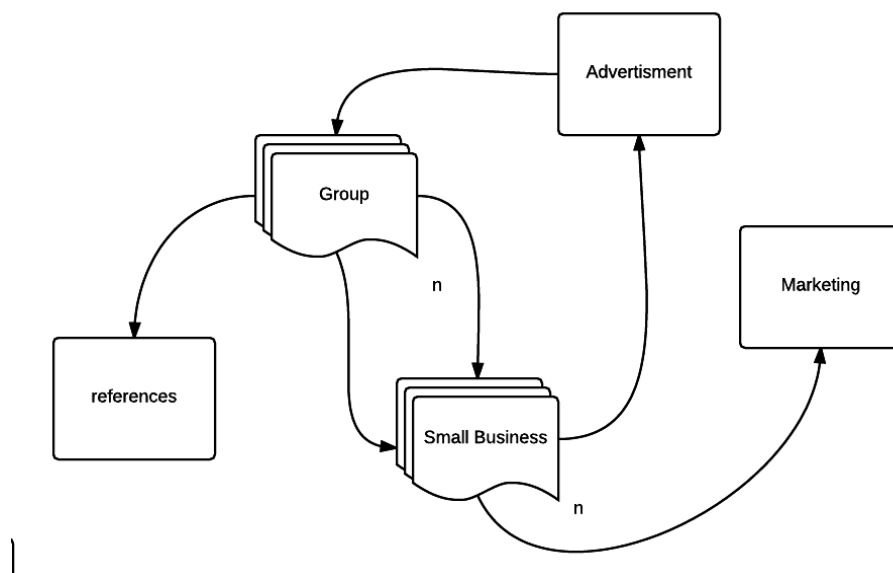 Advertisment
Group
n
Marketing
references
Small Business
n